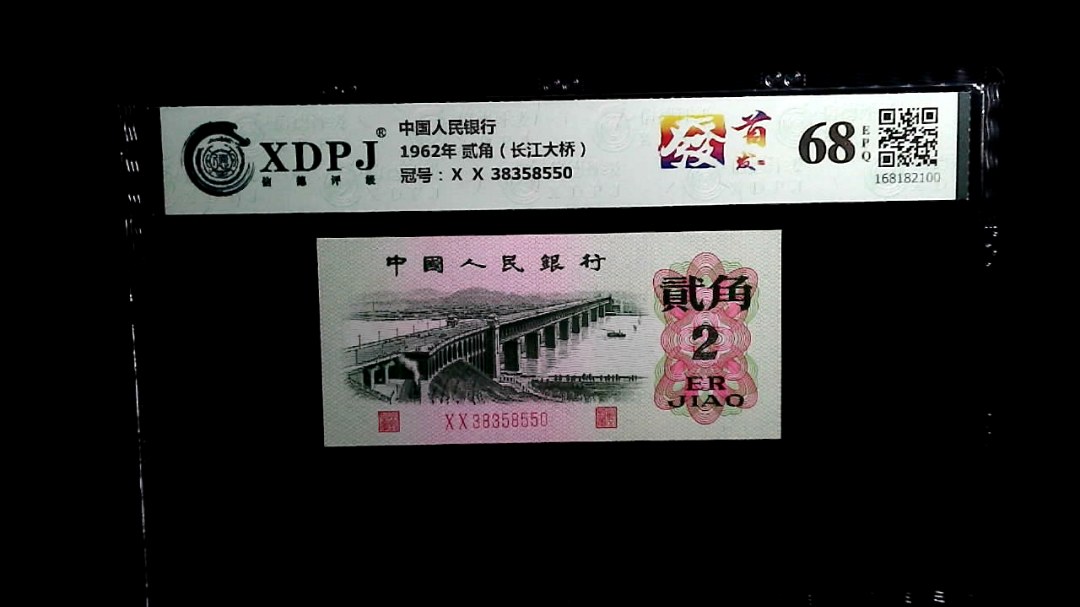 XDPJ®
信德评级
中国人民银行
1962年 贰角（长江大桥）
冠号：X X 38358550
發
首发
68
EPQ
168182100
中國人民銀行
貳角
2
ER
JIAO
XX38358550